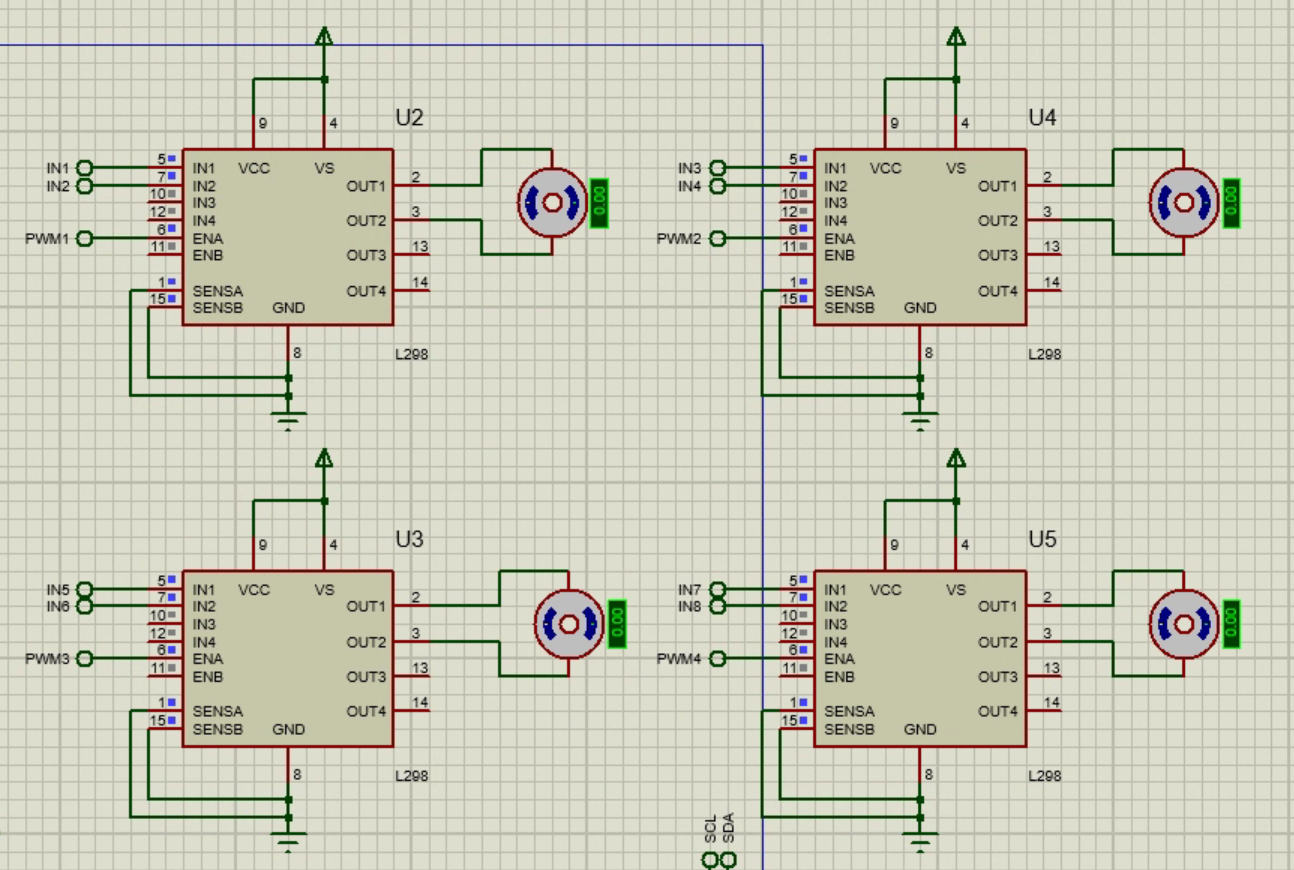 U2
9 4
IN1 5 IN1 VCC VS
IN2 7 IN2 OUT1 2
10 IN3
12 IN4 OUT2 3
PWM1 6 ENA
11 ENB OUT3 13
1 SENSA OUT4 14
15 SENSB GND
8 L298
0.00
U4
9 4
IN3 5 IN1 VCC VS
IN4 7 IN2 OUT1 2
10 IN3
12 IN4 OUT2 3
PWM2 6 ENA
11 ENB OUT3 13
1 SENSA OUT4 14
15 SENSB GND
8 L298
0.00
U3
9 4
IN5 5 IN1 VCC VS
IN6 7 IN2 OUT1 2
10 IN3
12 IN4 OUT2 3
PWM3 6 ENA
11 ENB OUT3 13
1 SENSA OUT4 14
15 SENSB GND
8 L298
0.00
U5
9 4
IN7 5 IN1 VCC VS
IN8 7 IN2 OUT1 2
10 IN3
12 IN4 OUT2 3
PWM4 6 ENA
11 ENB OUT3 13
1 SENSA OUT4 14
15 SENSB GND
8 L298
0.00
SCL
SDA